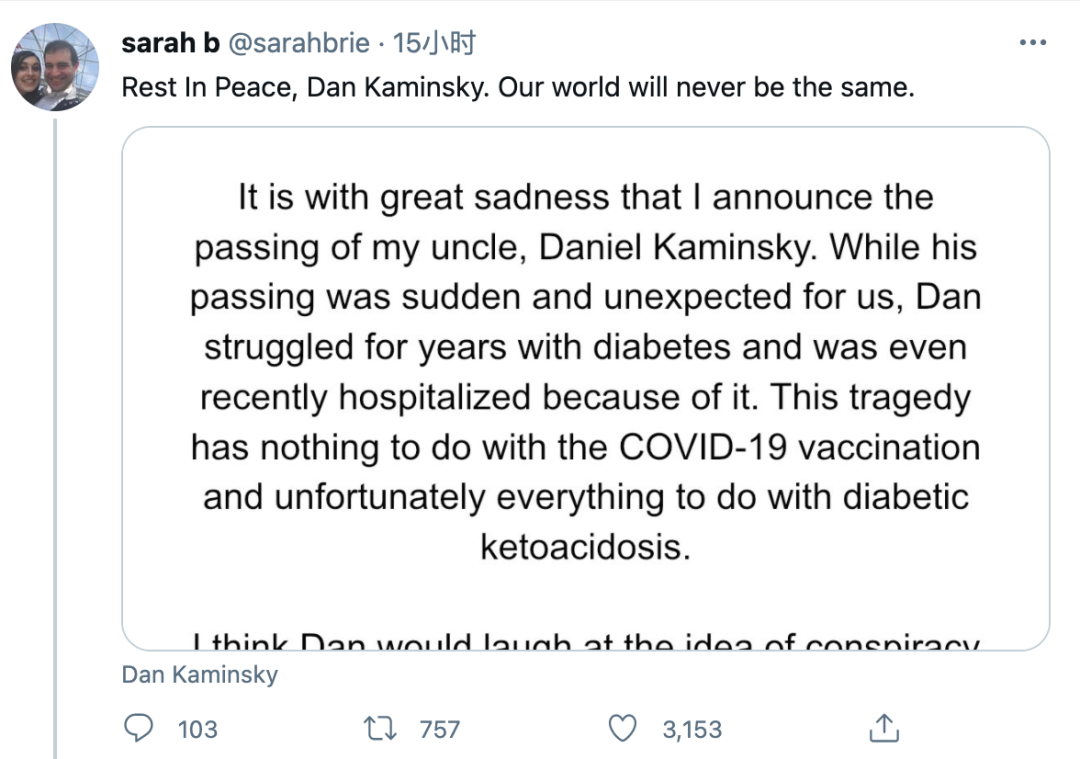 sarah b @sarahbrie · 15小时
Rest In Peace, Dan Kaminsky. Our world will never be the same.
It is with great sadness that I announce the
passing of my uncle, Daniel Kaminsky. While his
passing was sudden and unexpected for us, Dan
struggled for years with diabetes and was even
recently hospitalized because of it. This tragedy
has nothing to do with the COVID-19 vaccination
and unfortunately everything to do with diabetic
ketoacidosis.
I think Dan would laugh at the idea of conspiracy
Dan Kaminsky
103 757 3,153